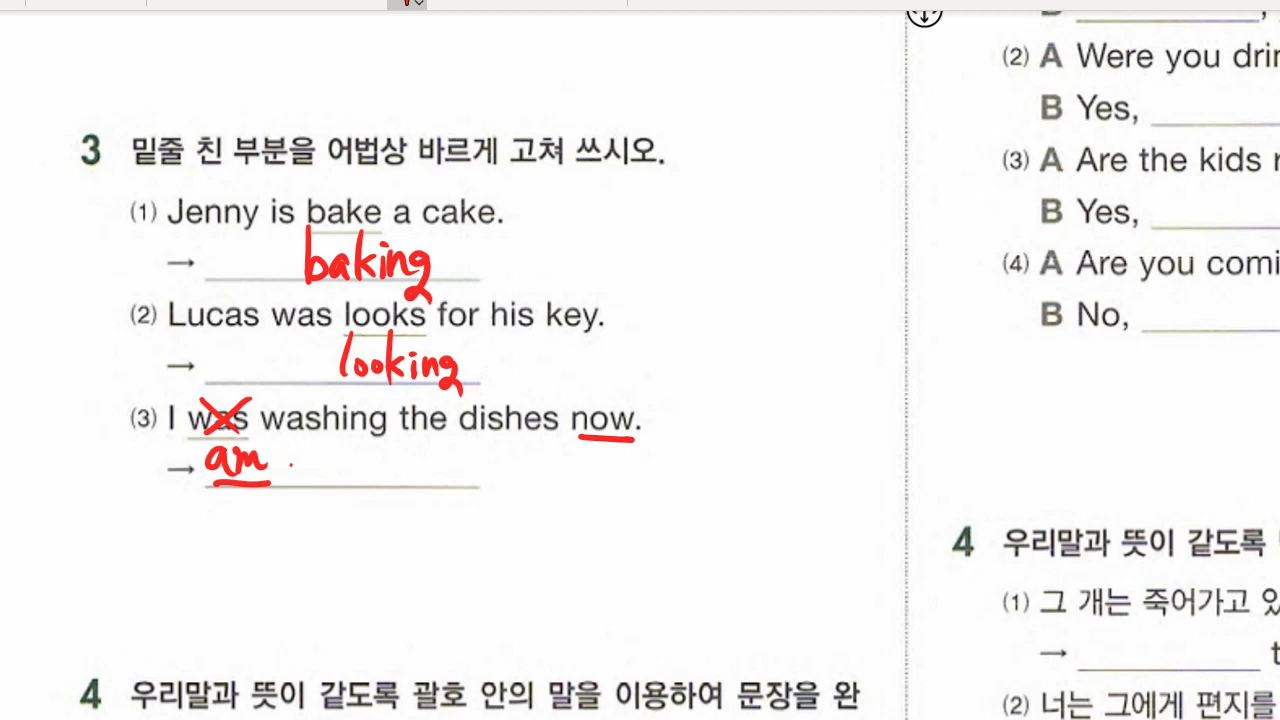 3 밑줄 친 부분을 어법상 바르게 고쳐 쓰시오.
(1) Jenny is bake a cake.
→ baking
(2) Lucas was looks for his key.
→ looking
(3) I was washing the dishes now.
→ am
4 우리말과 뜻이 같도록 괄호 안의 말을 이용하여 문장을 완
B ,
(2) A Were you
B Yes,
(3) A Are the kids
B Yes,
(4) A Are you
B No,
4 우리말과 뜻이 같도록
(1) 그 개는 죽어가고
→
(2) 너는 그에게 편지를